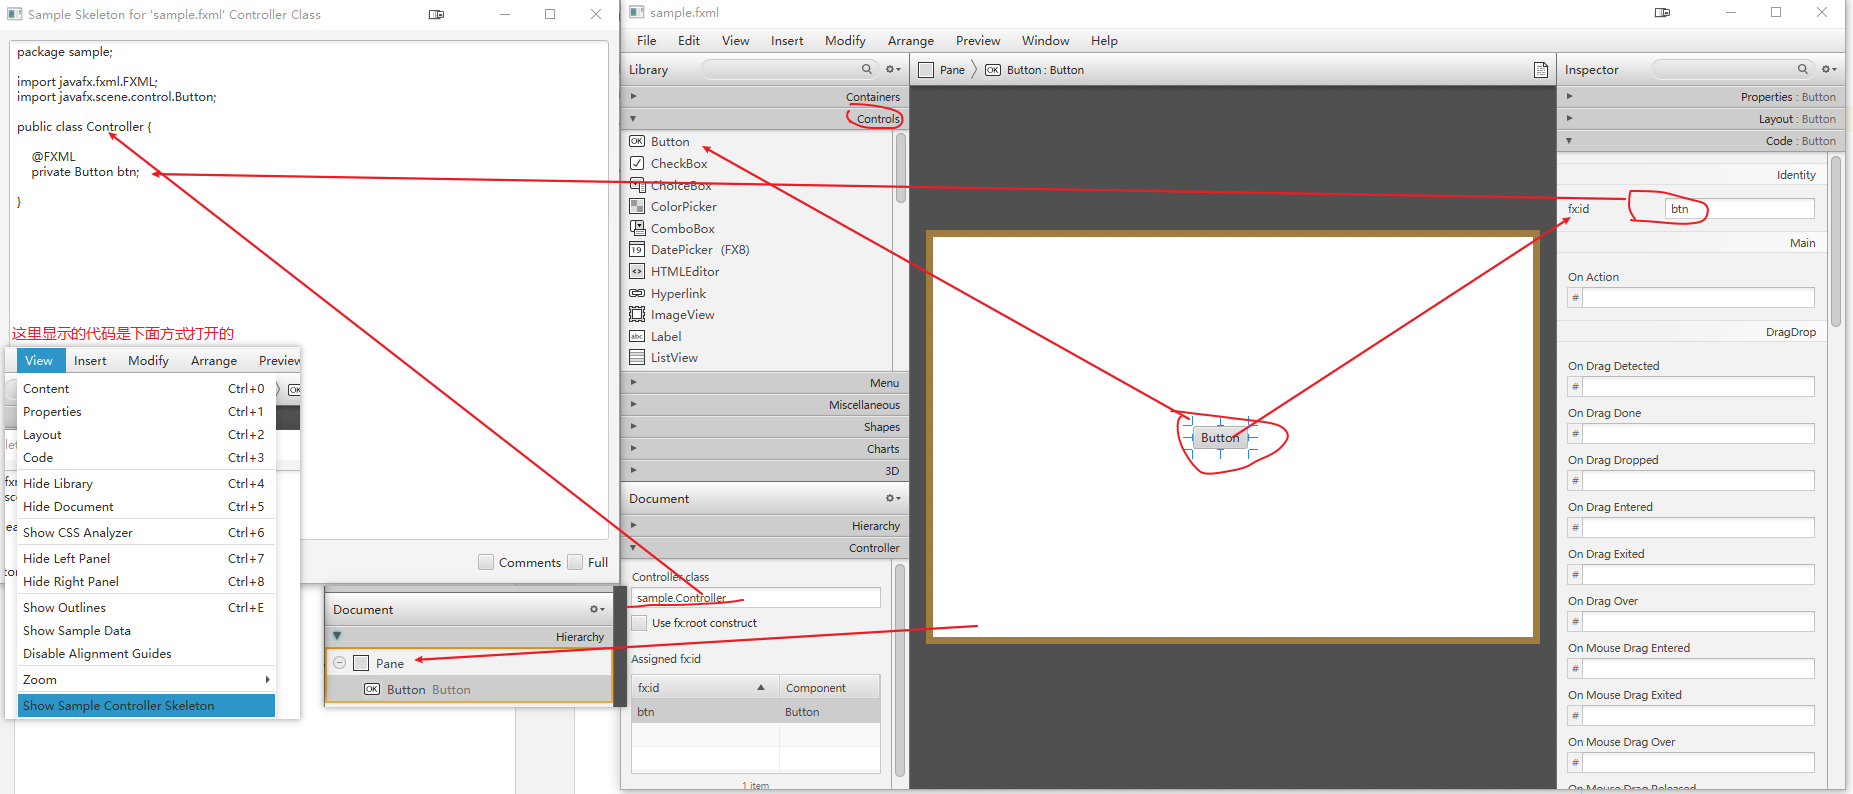 Sample Skeleton for 'sample.fxml' Controller Class
package sample;
import javafx.fxml.FXML;
import javafx.scene.control.Button;
public class Controller {
@FXML
private Button btn;
}
这里显示的代码是下面方式打开的
Comments
Full
View Insert Modify Arrange Preview
Content Ctrl+0
Properties Ctrl+1
Layout Ctrl+2
Code Ctrl+3
Hide Library Ctrl+4
Hide Document Ctrl+5
Show CSS Analyzer Ctrl+6
Hide Left Panel Ctrl+7
Hide Right Panel Ctrl+8
Show Outlines Ctrl+E
Show Sample Data
Disable Alignment Guides
Zoom
Show Sample Controller Skeleton
Document
Hierarchy
Pane
OK Button Button
sample.fxml
File Edit View Insert Modify Arrange Preview Window Help
Library
Containers
Controls
OK Button
CheckBox
ChoiceBox
ColorPicker
ComboBox
19 DatePicker (FX8)
HTMLEditor
Hyperlink
ImageView
abc Label
ListView
Menu
Miscellaneous
Shapes
Charts
3D
Document
Hierarchy
Controller
Controller class
sample.Controller
Use fx:root construct
Assigned fx:id
fx:id Component
btn Button
1 item
Pane OK Button : Button
Button
Inspector
Properties : Button
Layout : Button
Code : Button
Identity
fx:id btn
Main
On Action
#
DragDrop
On Drag Detected
#
On Drag Done
#
On Drag Dropped
#
On Drag Entered
#
On Drag Exited
#
On Drag Over
#
On Mouse Drag Entered
#
On Mouse Drag Exited
#
On Mouse Drag Over
#
On Mouse Drag Released